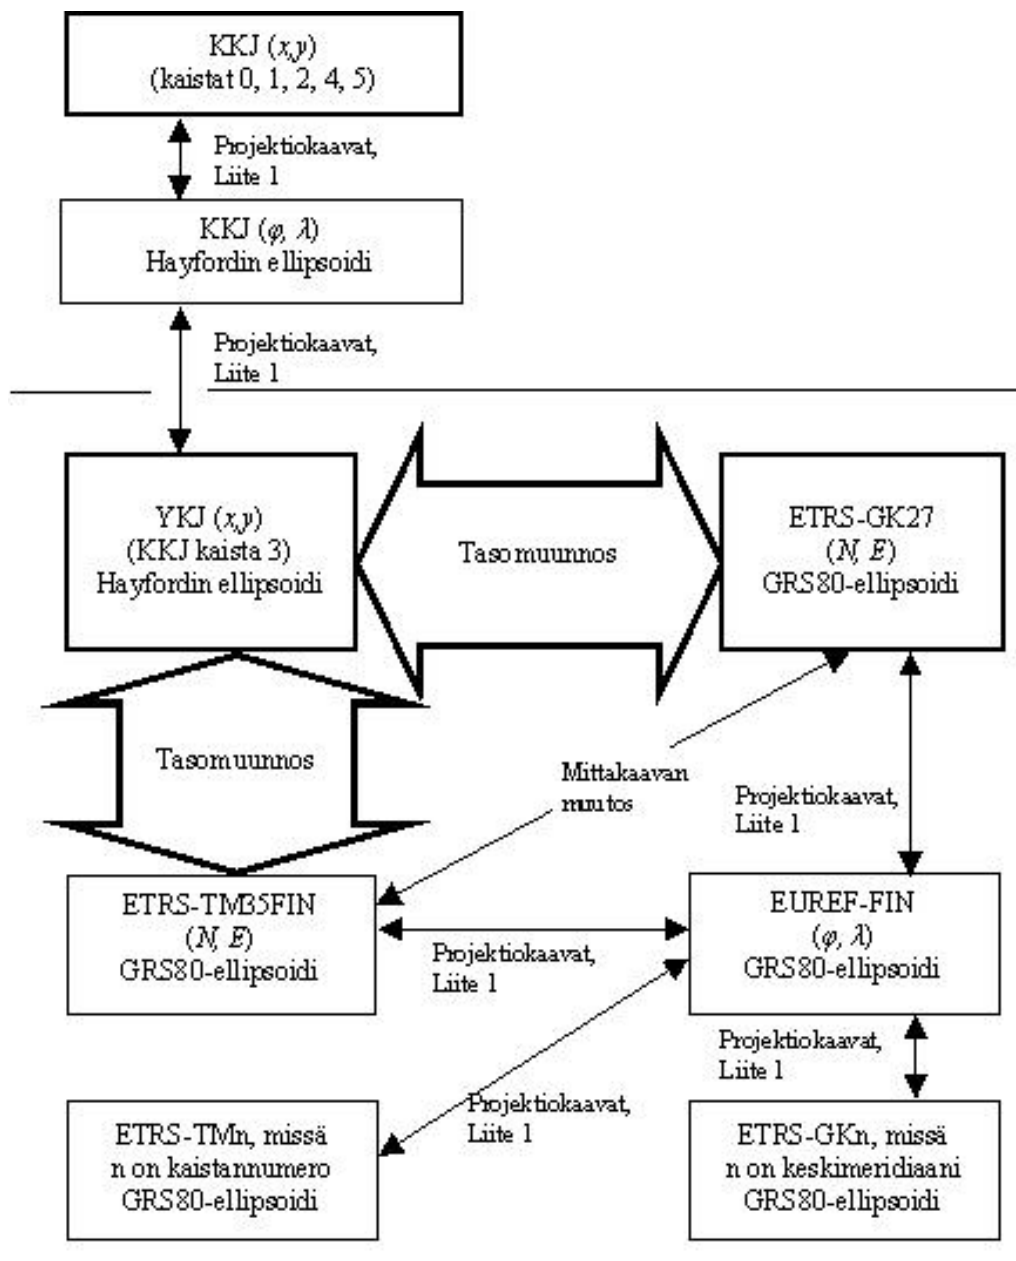 KKJ (x,y)
(kaistat 0, 1, 2, 4, 5)
Projektiokaavat,
Liite 1
KKJ (φ, λ)
Hayfordin ellipsoidi
Projektiokaavat,
Liite 1
YKJ (x,y)
(KKJ kaista 3)
Hayfordin ellipsoidi
Tasomuunnos
ETRS-GK27
(N, E)
GRS80-ellipsoidi
Tasomuunnos
Mittakaavan
muutos
Projektiokaavat,
Liite 1
ETRS-TM35FIN
(N, E)
GRS80-ellipsoidi
Projektiokaavat,
Liite 1
EUREF-FIN
(φ, λ)
GRS80-ellipsoidi
Projektiokaavat,
Liite 1
Projektiokaavat,
Liite 1
ETRS-TMn, missä
n on kaistannumero
GRS80-ellipsoidi
ETRS-GKn, missä
n on keskimeridiaani
GRS80-ellipsoidi